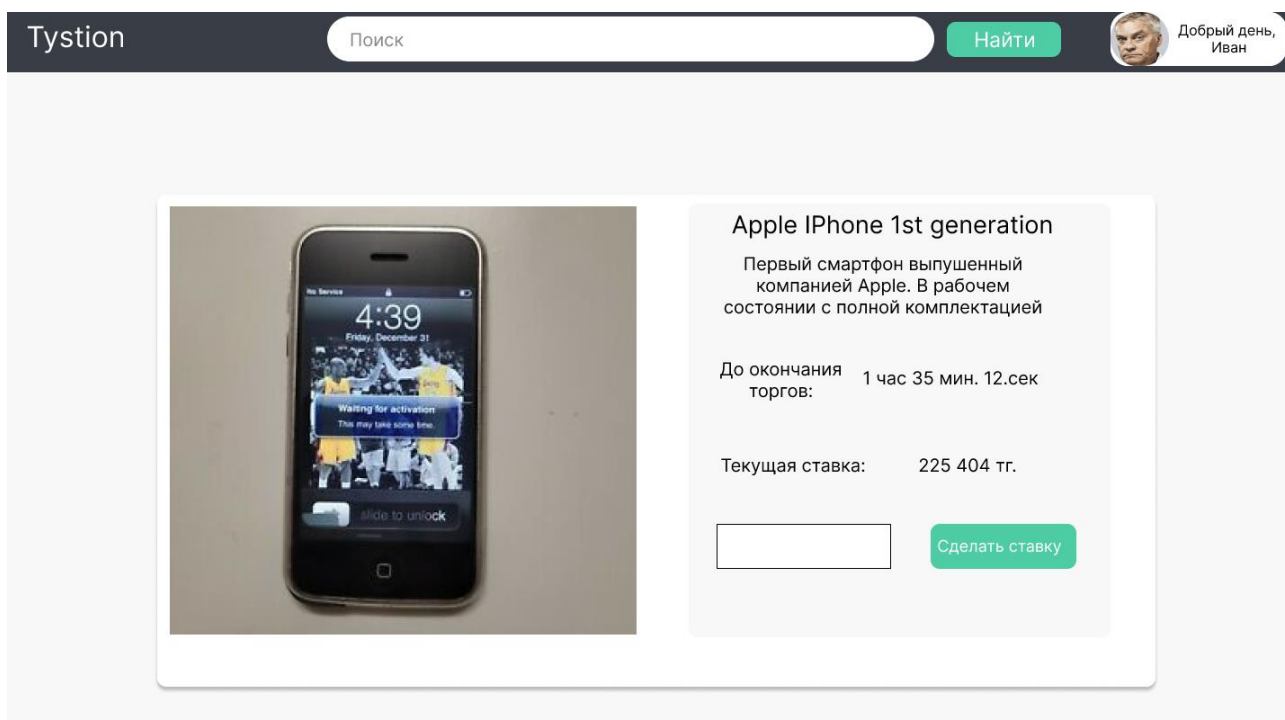 Tystion
Поиск
Найти
Добрый день,
Иван
Apple IPhone 1st generation
Первый смартфон выпушенный
компанией Apple. В рабочем
состоянии с полной комплектацией
До окончания
торгов:
1 час 35 мин. 12.сек
Текущая ставка:
225 404 тг.
Сделать ставку
No Service
4:39
Friday, December 31
Waiting for activation
This may take some time.
slide to unlock